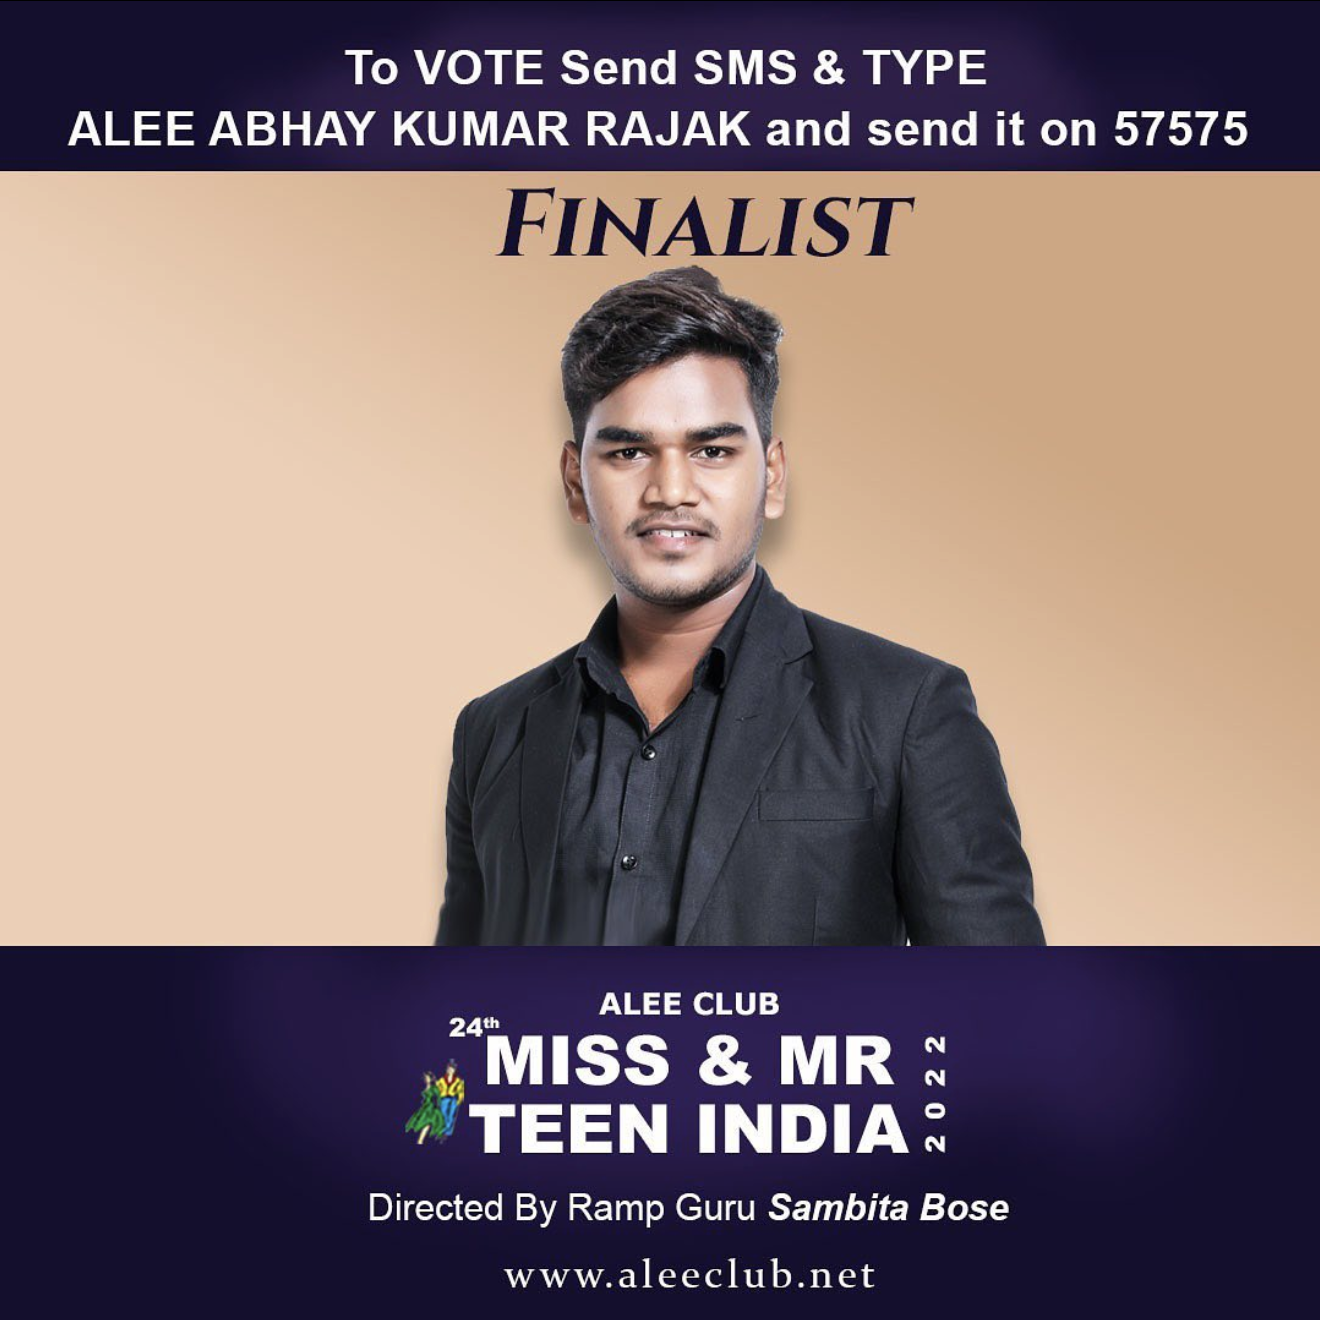 To VOTE Send SMS & TYPE
ALEE ABHAY KUMAR RAJAK and send it on 57575
FINALIST
ALEE CLUB
24th
MISS & MR
TEEN INDIA
2022
Directed By Ramp Guru Sambita Bose
www.aleeclub.net